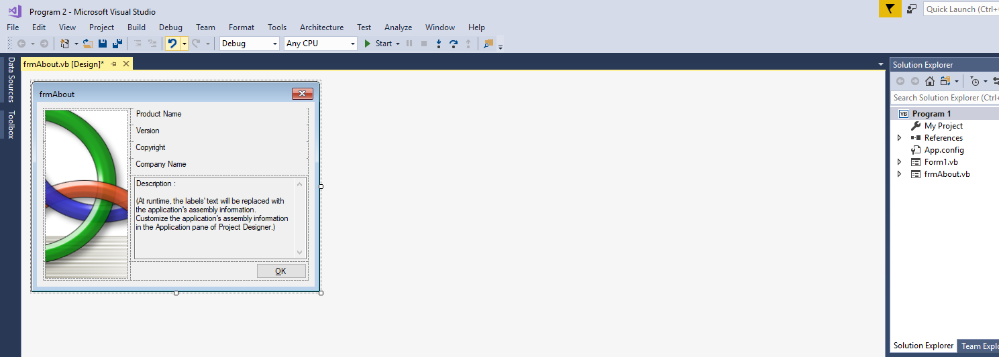 Program 2 - Microsoft Visual Studio
Quick Launch (Ctrl+
File Edit View Project Build Debug Team Format Tools Architecture Test Analyze Window Help
Debug Any CPU Start
Data Sources
Toolbox
frmAbout.vb [Design]*
frmAbout
Product Name
Version
Copyright
Company Name
Description :
(At runtime, the labels' text will be replaced with
the application's assembly information.
Customize the application's assembly information
in the Application pane of Project Designer.)
OK
Solution Explorer
Search Solution Explorer (Ctrl+
VB Program 1
My Project
References
App.config
Form1.vb
frmAbout.vb
Solution Explorer Team Explo